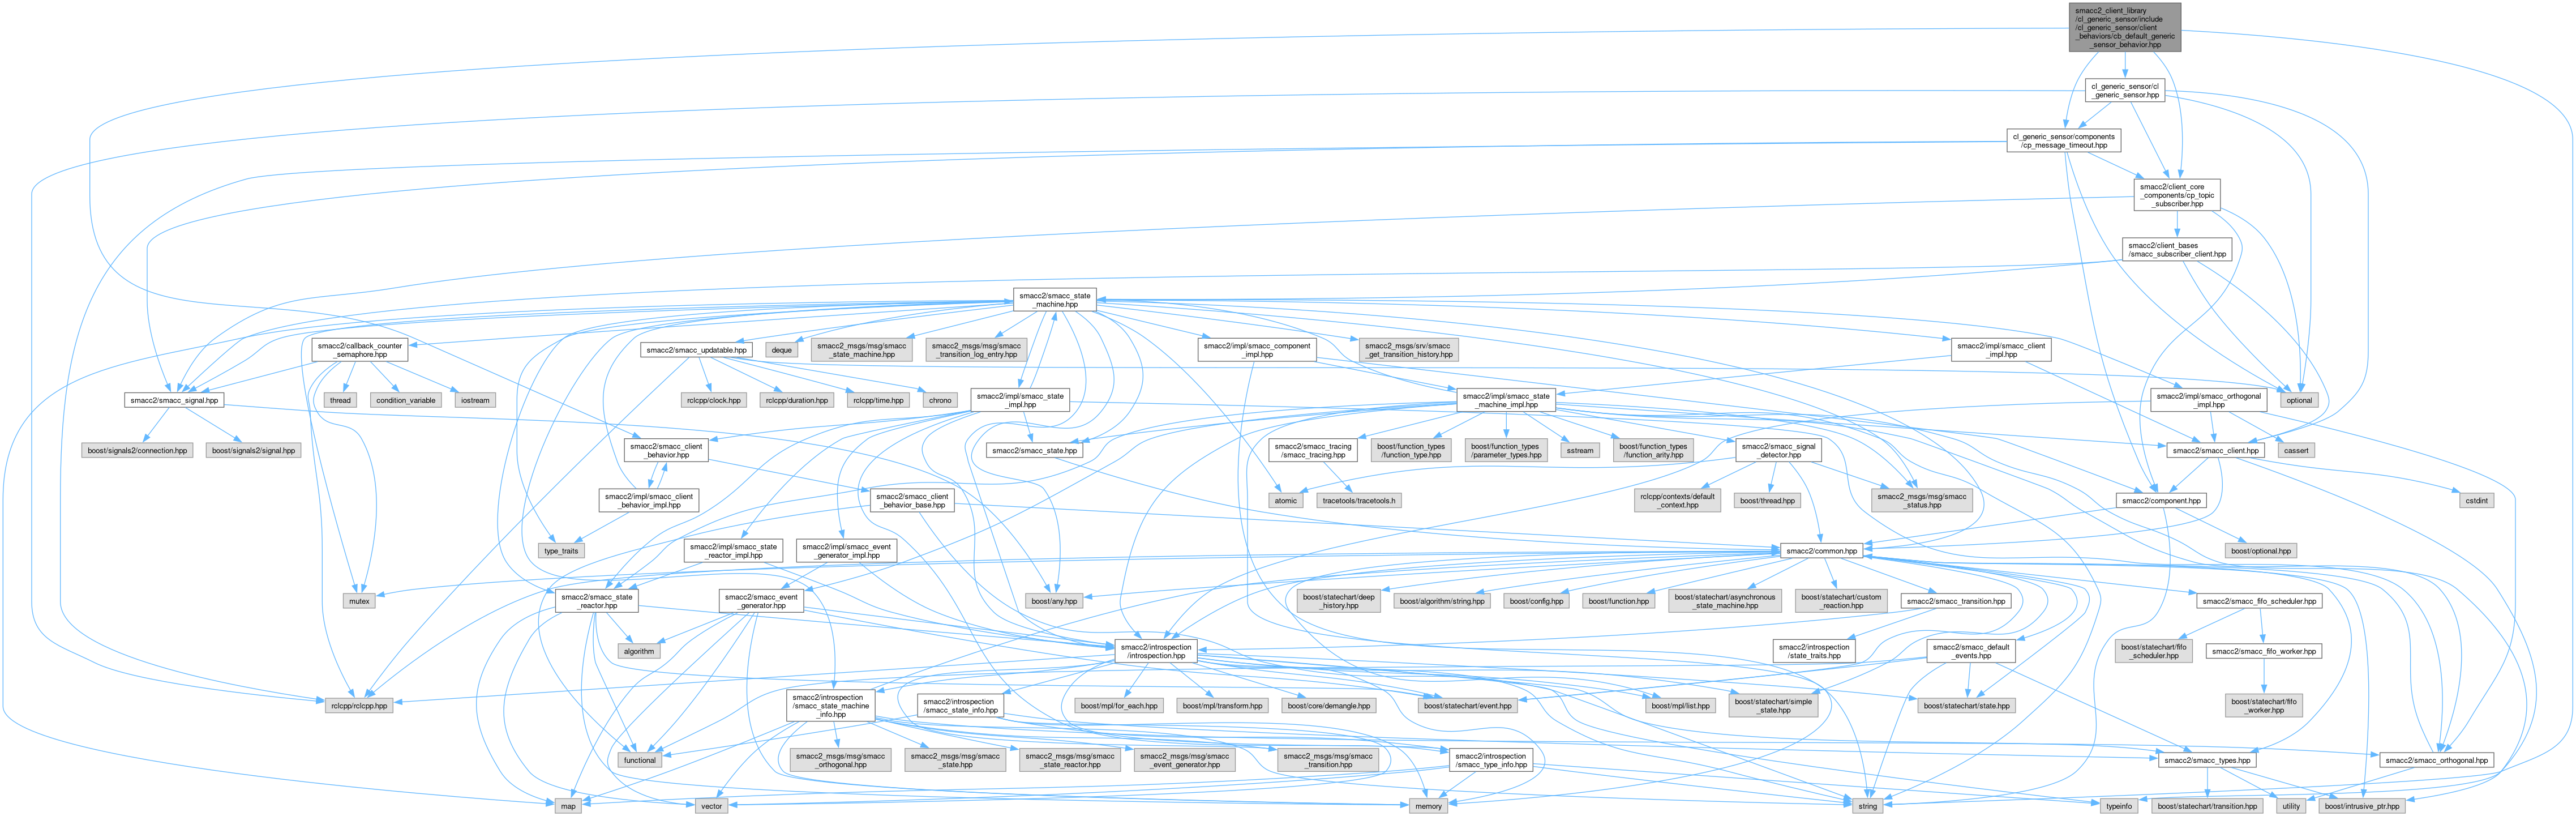 smacc2_client_library
/cl_generic_sensor/include
/cl_generic_sensor/client
_behaviors/cb_default_generic
_sensor_behavior.hpp
cl_generic_sensor/cl
_generic_sensor.hpp
cl_generic_sensor/components
/cp_message_timeout.hpp
smacc2/client_core
_components/cp_topic
_subscriber.hpp
smacc2/client_bases
/smacc_subscriber_client.hpp
smacc2/smacc_state
_machine.hpp
smacc2/callback_counter
_semaphore.hpp
smacc2/smacc_updatable.hpp
deque
smacc2_msgs/msg/smacc
_state_machine.hpp
smacc2_msgs/msg/smacc
_transition_log_entry.hpp
smacc2/impl/smacc_component
_impl.hpp
smacc2_msgs/srv/smacc
_get_transition_history.hpp
smacc2/impl/smacc_client
_impl.hpp
smacc2/smacc_signal.hpp
thread
condition_variable
iostream
rclcpp/clock.hpp
rclcpp/duration.hpp
rclcpp/time.hpp
chrono
smacc2/impl/smacc_state
_impl.hpp
smacc2/impl/smacc_state
_machine_impl.hpp
smacc2/impl/smacc_orthogonal
_impl.hpp
optional
boost/signals2/connection.hpp
boost/signals2/signal.hpp
smacc2/smacc_client
_behavior.hpp
smacc2/smacc_state.hpp
smacc2/smacc_tracing
/smacc_tracing.hpp
boost/function_types
/function_type.hpp
boost/function_types
/parameter_types.hpp
sstream
boost/function_types
/function_arity.hpp
smacc2/smacc_signal
_detector.hpp
smacc2/smacc_client.hpp
cassert
smacc2/impl/smacc_client
_behavior_impl.hpp
smacc2/smacc_client
_behavior_base.hpp
atomic
tracetools/tracetools.h
rclcpp/contexts/default
_context.hpp
boost/thread.hpp
smacc2_msgs/msg/smacc
_status.hpp
smacc2/component.hpp
cstdint
type_traits
smacc2/impl/smacc_state
_reactor_impl.hpp
smacc2/impl/smacc_event
_generator_impl.hpp
smacc2/common.hpp
boost/optional.hpp
mutex
smacc2/smacc_state
_reactor.hpp
smacc2/smacc_event
_generator.hpp
boost/any.hpp
boost/statechart/deep
_history.hpp
boost/algorithm/string.hpp
boost/config.hpp
boost/function.hpp
boost/statechart/asynchronous
_state_machine.hpp
boost/statechart/custom
_reaction.hpp
smacc2/smacc_transition.hpp
smacc2/smacc_fifo_scheduler.hpp
algorithm
smacc2/introspection
/introspection.hpp
smacc2/introspection
/state_traits.hpp
smacc2/smacc_default
_events.hpp
boost/statechart/fifo
_scheduler.hpp
smacc2/smacc_fifo_worker.hpp
rclcpp/rclcpp.hpp
smacc2/introspection
/smacc_state_machine
_info.hpp
smacc2/introspection
/smacc_state_info.hpp
boost/mpl/for_each.hpp
boost/mpl/transform.hpp
boost/core/demangle.hpp
boost/statechart/event.hpp
boost/mpl/list.hpp
boost/statechart/simple
_state.hpp
boost/statechart/state.hpp
boost/statechart/fifo
_worker.hpp
functional
smacc2_msgs/msg/smacc
_orthogonal.hpp
smacc2_msgs/msg/smacc
_state.hpp
smacc2_msgs/msg/smacc
_state_reactor.hpp
smacc2_msgs/msg/smacc
_event_generator.hpp
smacc2_msgs/msg/smacc
_transition.hpp
smacc2/introspection
/smacc_type_info.hpp
smacc2/smacc_types.hpp
smacc2/smacc_orthogonal.hpp
map
vector
memory
string
typeinfo
boost/statechart/transition.hpp
utility
boost/intrusive_ptr.hpp